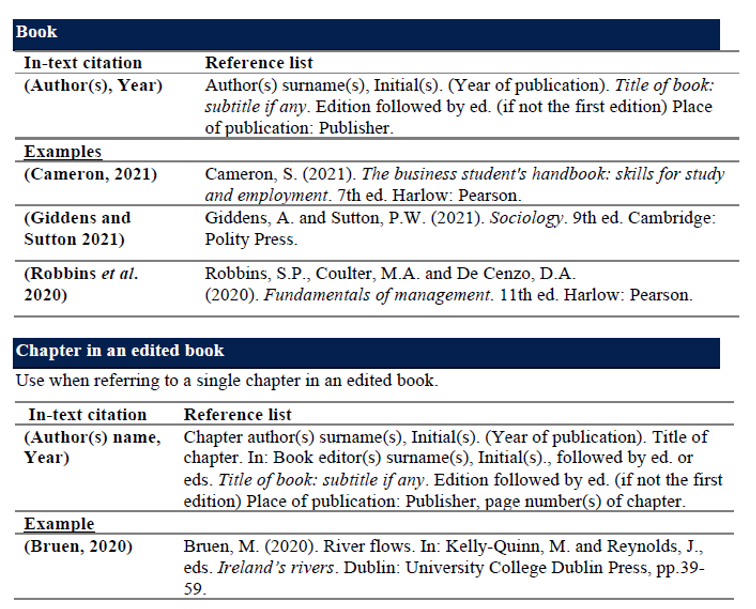 Book
In-text citation Reference list
(Author(s), Year) Author(s) surname(s), Initial(s). (Year of publication). Title of book:
subtitle if any. Edition followed by ed. (if not the first edition) Place
of publication: Publisher.
Examples
(Cameron, 2021) Cameron, S. (2021). The business student's handbook: skills for study
and employment. 7th ed. Harlow: Pearson.
(Giddens and Giddens, A. and Sutton, P.W. (2021). Sociology. 9th ed. Cambridge:
Sutton 2021) Polity Press.
(Robbins et al. Robbins, S.P., Coulter, M.A. and De Cenzo, D.A.
2020) (2020). Fundamentals of management. 11th ed. Harlow: Pearson.
Chapter in an edited book
Use when referring to a single chapter in an edited book.
In-text citation Reference list
(Author(s) name, Chapter author(s) surname(s), Initial(s). (Year of publication). Title of
Year) chapter. In: Book editor(s) surname(s), Initial(s)., followed by ed. or
eds. Title of book: subtitle if any. Edition followed by ed. (if not the first
edition) Place of publication: Publisher, page number(s) of chapter.
Example
(Bruen, 2020) Bruen, M. (2020). River flows. In: Kelly-Quinn, M. and Reynolds, J.,
eds. Ireland’s rivers. Dublin: University College Dublin Press, pp.39-
59.